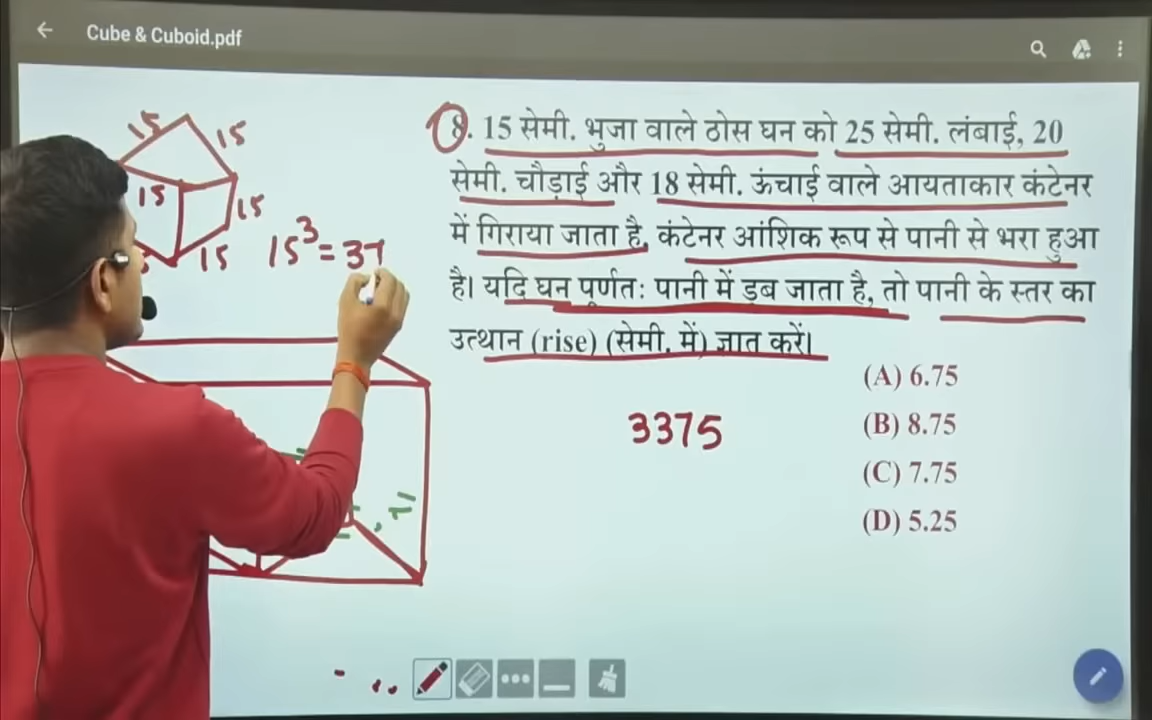 Cube & Cuboid.pdf
8. 15 सेमी. भुजा वाले ठोस घन को 25 सेमी. लंबाई, 20
सेमी. चौड़ाई और 18 सेमी. ऊंचाई वाले आयताकार कंटेनर
में गिराया जाता है, कंटेनर आंशिक रूप से पानी से भरा हुआ
है। यदि घन पूर्णतः पानी में डूब जाता है, तो पानी के स्तर का
उत्थान (rise) (सेमी. में) ज्ञात करें।
(A) 6.75
(B) 8.75
(C) 7.75
(D) 5.25
3375
15
15
15
15
15
15³ = 37